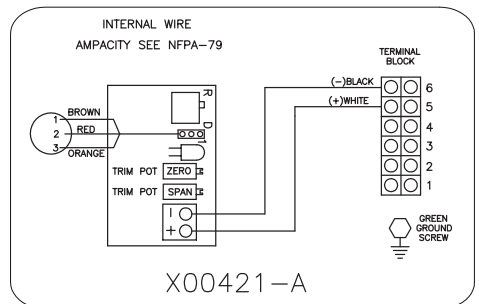 INTERNAL WIRE
AMPACITY SEE NFPA-79
TERMINAL
BLOCK
(-)BLACK
6
(+)WHITE
5
4
3
2
1
R
D
1
1
BROWN
2
RED
3
ORANGE
TRIM POT
ZERO
TRIM POT
SPAN
-
+
GREEN
GROUND
SCREW
X00421-A